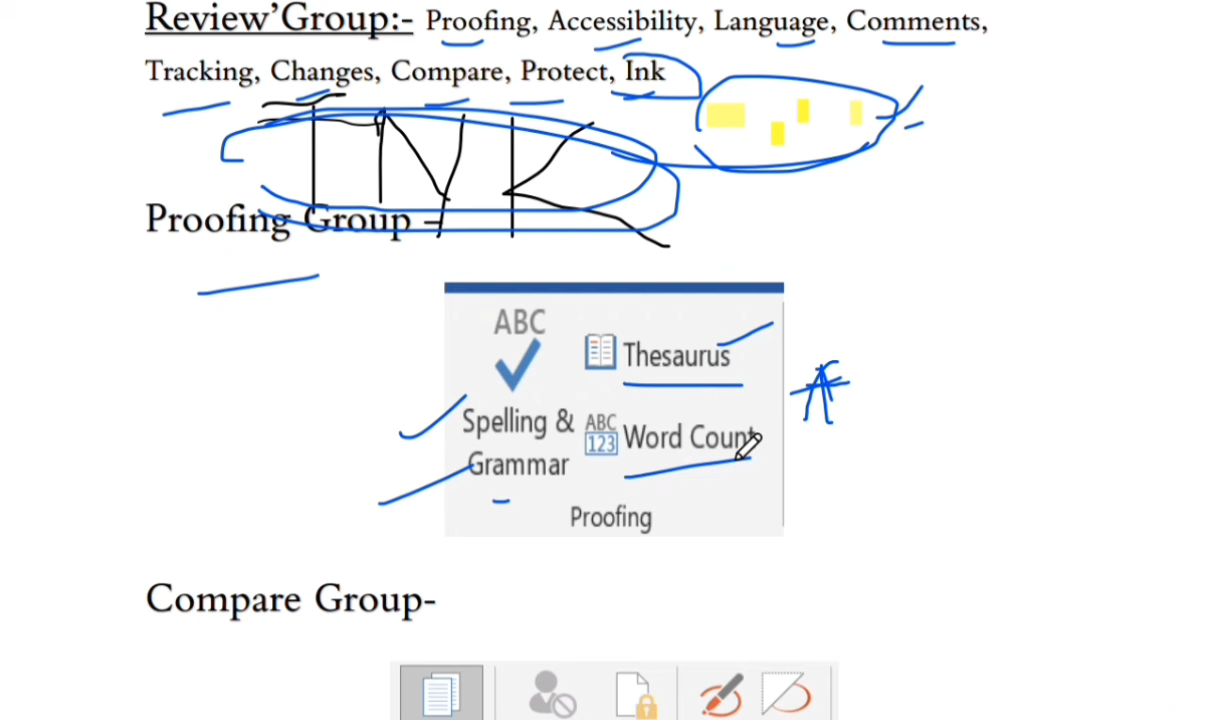 Review'Group:- Proofing, Accessibility, Language, Comments,
Tracking, Changes, Compare, Protect, Ink
INK
Proofing Group -
ABC
Thesaurus
Spelling &
Grammar
ABC
123
Word Count
Proofing
Compare Group-